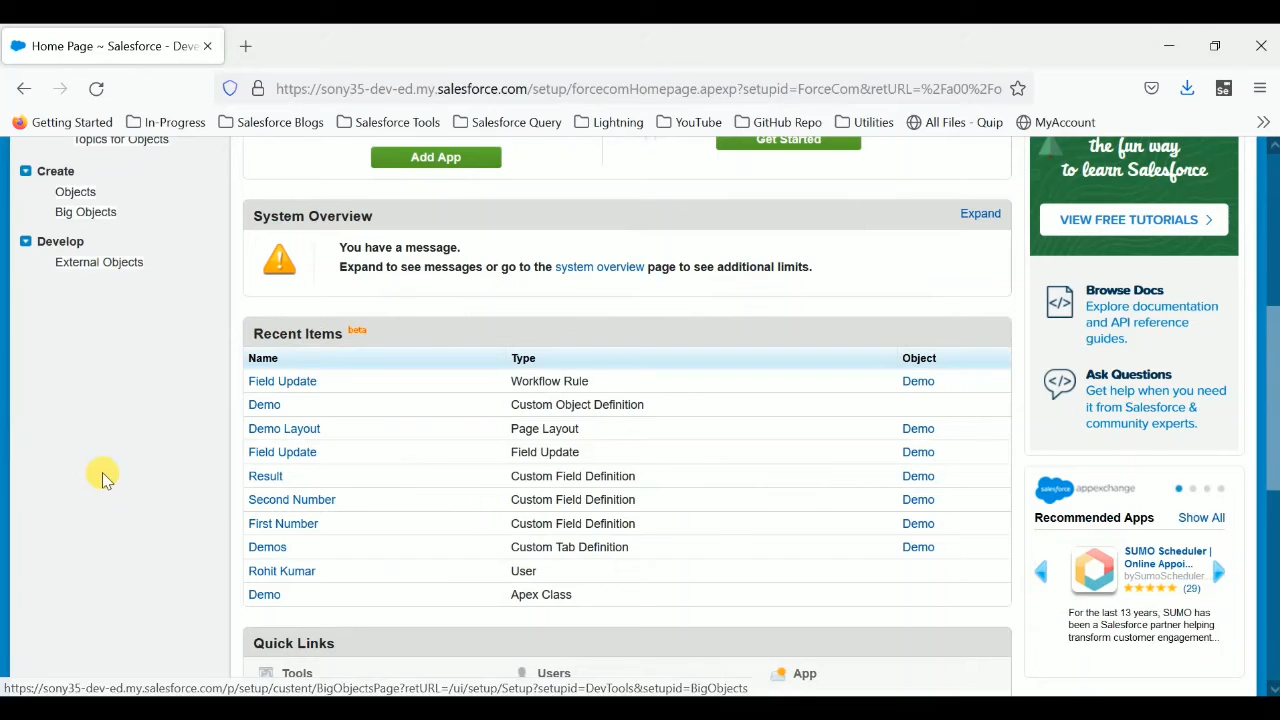 Home Page ~ Salesforce - Deve
https://sony35-dev-ed.my.salesforce.com/setup/forcecomHomepage.apexp?setupid=ForceCom&retURL=%2Fa00%2Fo
Se
Getting Started
In-Progress
Salesforce Blogs
Salesforce Tools
Salesforce Query
Lightning
YouTube
GitHub Repo
Utilities
All Files - Quip
MyAccount
Topics for Objects
Create
Objects
Big Objects
Develop
External Objects
Add App
Get Started
System Overview
Expand
You have a message.
Expand to see messages or go to the system overview page to see additional limits.
Recent Items beta
Name Type Object
Field Update Workflow Rule Demo
Demo Custom Object Definition
Demo Layout Page Layout Demo
Field Update Field Update Demo
Result Custom Field Definition Demo
Second Number Custom Field Definition Demo
First Number Custom Field Definition Demo
Demos Custom Tab Definition Demo
Rohit Kumar User
Demo Apex Class
Quick Links
Tools
Users
App
the fun way
to learn Salesforce
VIEW FREE TUTORIALS
Browse Docs
Explore documentation
and API reference
guides.
Ask Questions
Get help when you need
it from Salesforce &
community experts.
salesforce appexchange
Recommended Apps
Show All
SUMO Scheduler |
Online Appoi...
bySumoScheduler...
(29)
For the last 13 years, SUMO has
been a Salesforce partner helping
transform customer engagement...
https://sony35-dev-ed.my.salesforce.com/p/setup/custent/BigObjectsPage?retURL=/ui/setup/Setup?setupid=DevTools&setupid=BigObjects